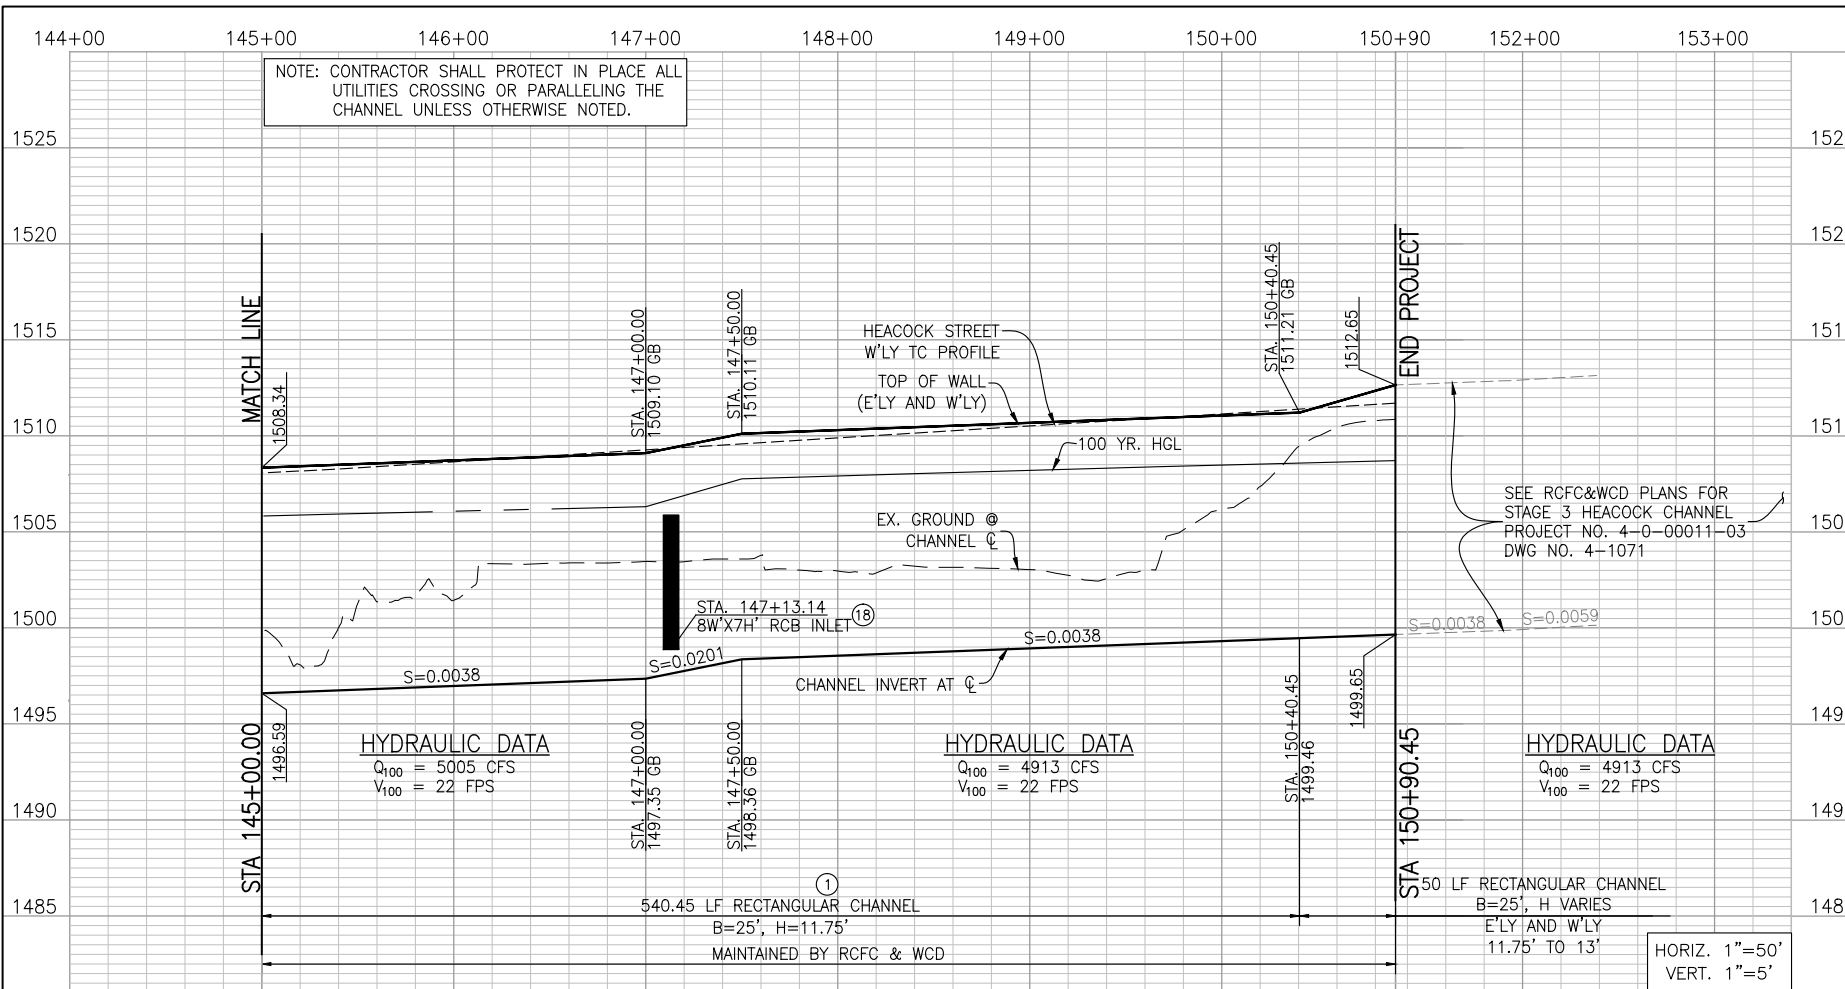 144+00 145+00 146+00 147+00 148+00 149+00 150+00 150+90 152+00 153+00
NOTE: CONTRACTOR SHALL PROTECT IN PLACE ALL
UTILITIES CROSSING OR PARALLELING THE
CHANNEL UNLESS OTHERWISE NOTED.
1525 152
1520 152
1515 151
1510 151
1505 150
1500 150
1495 149
1490 149
1485 148
MATCH LINE
STA 145+00.00
1508.34
1496.59
STA. 147+00.00
1509.10 GB
STA. 147+50.00
1510.11 GB
HEACOCK STREET
W'LY TC PROFILE
TOP OF WALL
(E'LY AND W'LY)
STA. 150+40.45
1511.21 GB
1512.65
END PROJECT
STA 150+90.45
100 YR. HGL
EX. GROUND @
CHANNEL ℄
SEE RCFC&WCD PLANS FOR
STAGE 3 HEACOCK CHANNEL
PROJECT NO. 4-0-00011-03
DWG NO. 4-1071
STA. 147+13.14
8W'X7H' RCB INLET
18
S=0.0038
S=0.0201
S=0.0038
S=0.0038
S=0.0059
CHANNEL INVERT AT ℄
STA. 147+00.00
1497.35 GB
STA. 147+50.00
1498.36 GB
STA. 150+40.45
1499.46
1499.65
HYDRAULIC DATA
Q100 = 5005 CFS
V100 = 22 FPS
HYDRAULIC DATA
Q100 = 4913 CFS
V100 = 22 FPS
HYDRAULIC DATA
Q100 = 4913 CFS
V100 = 22 FPS
1
540.45 LF RECTANGULAR CHANNEL
B=25', H=11.75'
MAINTAINED BY RCFC & WCD
50 LF RECTANGULAR CHANNEL
B=25', H VARIES
E'LY AND W'LY
11.75' TO 13'
HORIZ. 1"=50'
VERT. 1"=5'